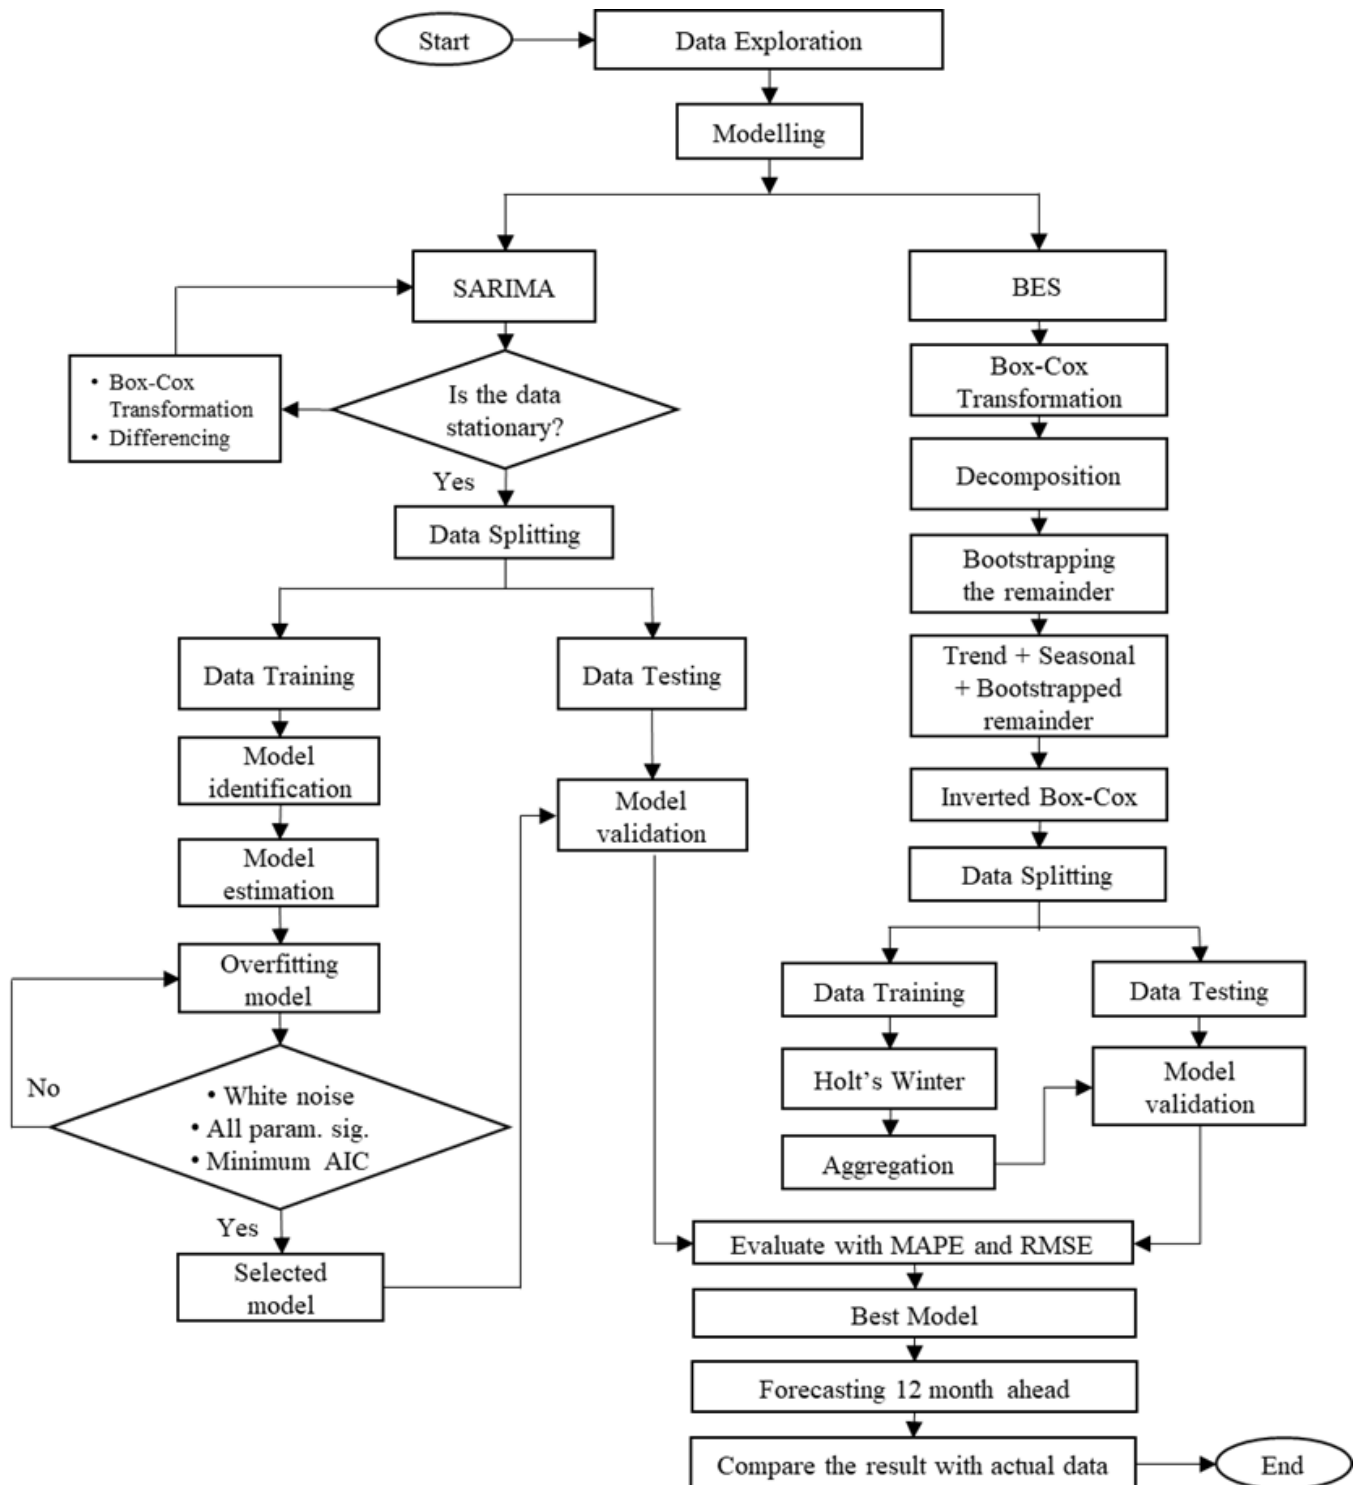 Start
Data Exploration
Modelling
SARIMA
BES
• Box-Cox
Transformation
• Differencing
Is the data
stationary?
Yes
Box-Cox
Transformation
Decomposition
Data Splitting
Bootstrapping
the remainder
Data Training
Data Testing
Trend + Seasonal
+ Bootstrapped
remainder
Model
identification
Model
validation
Inverted Box-Cox
Model
estimation
Data Splitting
Overfitting
model
Data Training
Data Testing
No
• White noise
• All param. sig.
• Minimum AIC
Holt's Winter
Model
validation
Aggregation
Yes
Selected
model
Evaluate with MAPE and RMSE
Best Model
Forecasting 12 month ahead
Compare the result with actual data
End